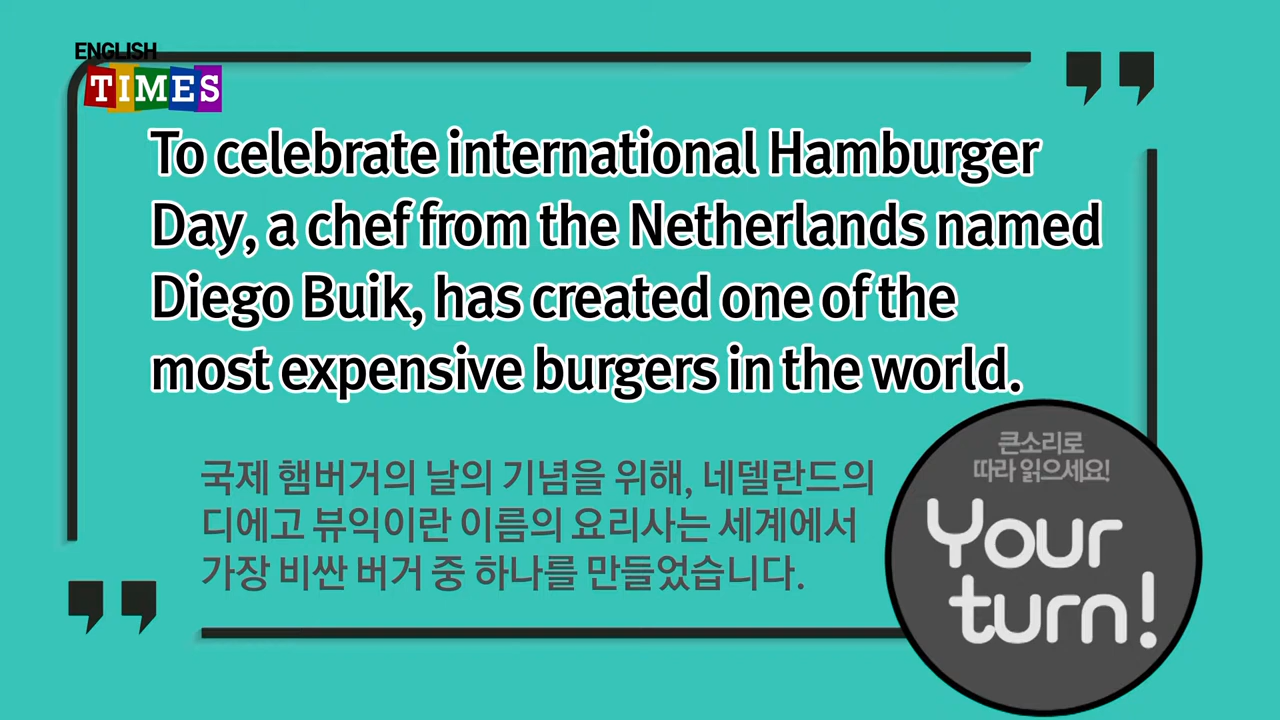 ENGLISH
TIMES
To celebrate international Hamburger
Day, a chef from the Netherlands named
Diego Buik, has created one of the
most expensive burgers in the world.
국제 햄버거의 날의 기념을 위해, 네델란드의
디에고 뷰익이란 이름의 요리사는 세계에서
가장 비싼 버거 중 하나를 만들었습니다.
큰소리로
따라 읽으세요!
Your
turn!